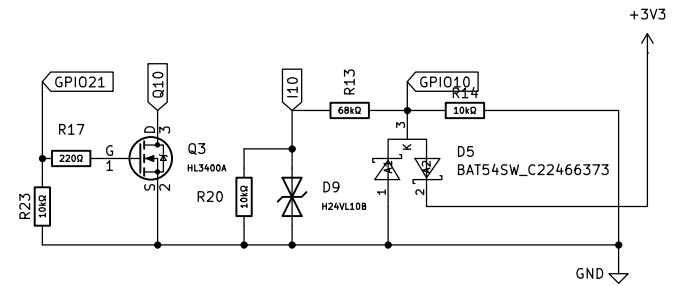 +3V3
GPIO21
Q10
I10
R13
68kΩ
GPIO10
R14
10kΩ
R17
220Ω
G
1
D
3
S
2
Q3
HL3400A
R23
10kΩ
R20
10kΩ
D9
H24VL10B
3
K
A1
A2
1
2
D5
BAT54SW_C22466373
GND